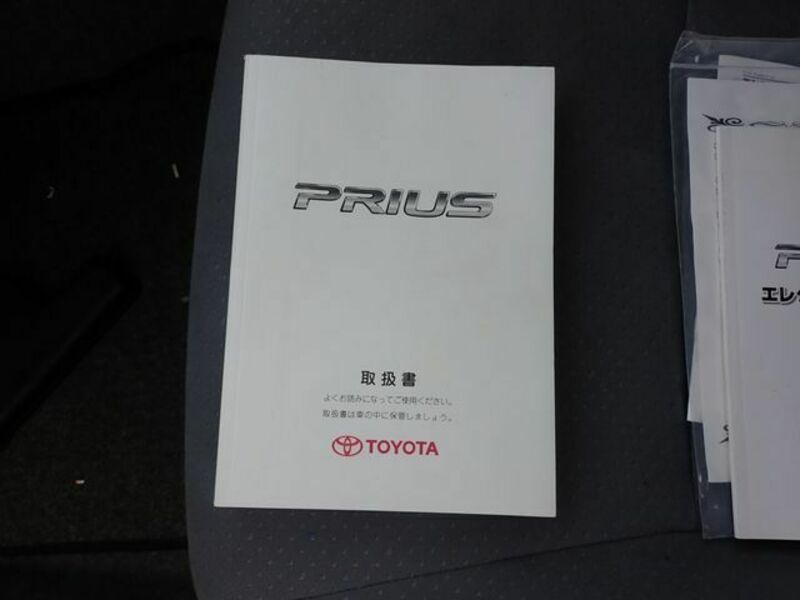 PRIUS
取扱書
よくお読みになってご使用ください。
取扱書は車の中に保管しましょう。
TOYOTA
P
エレク